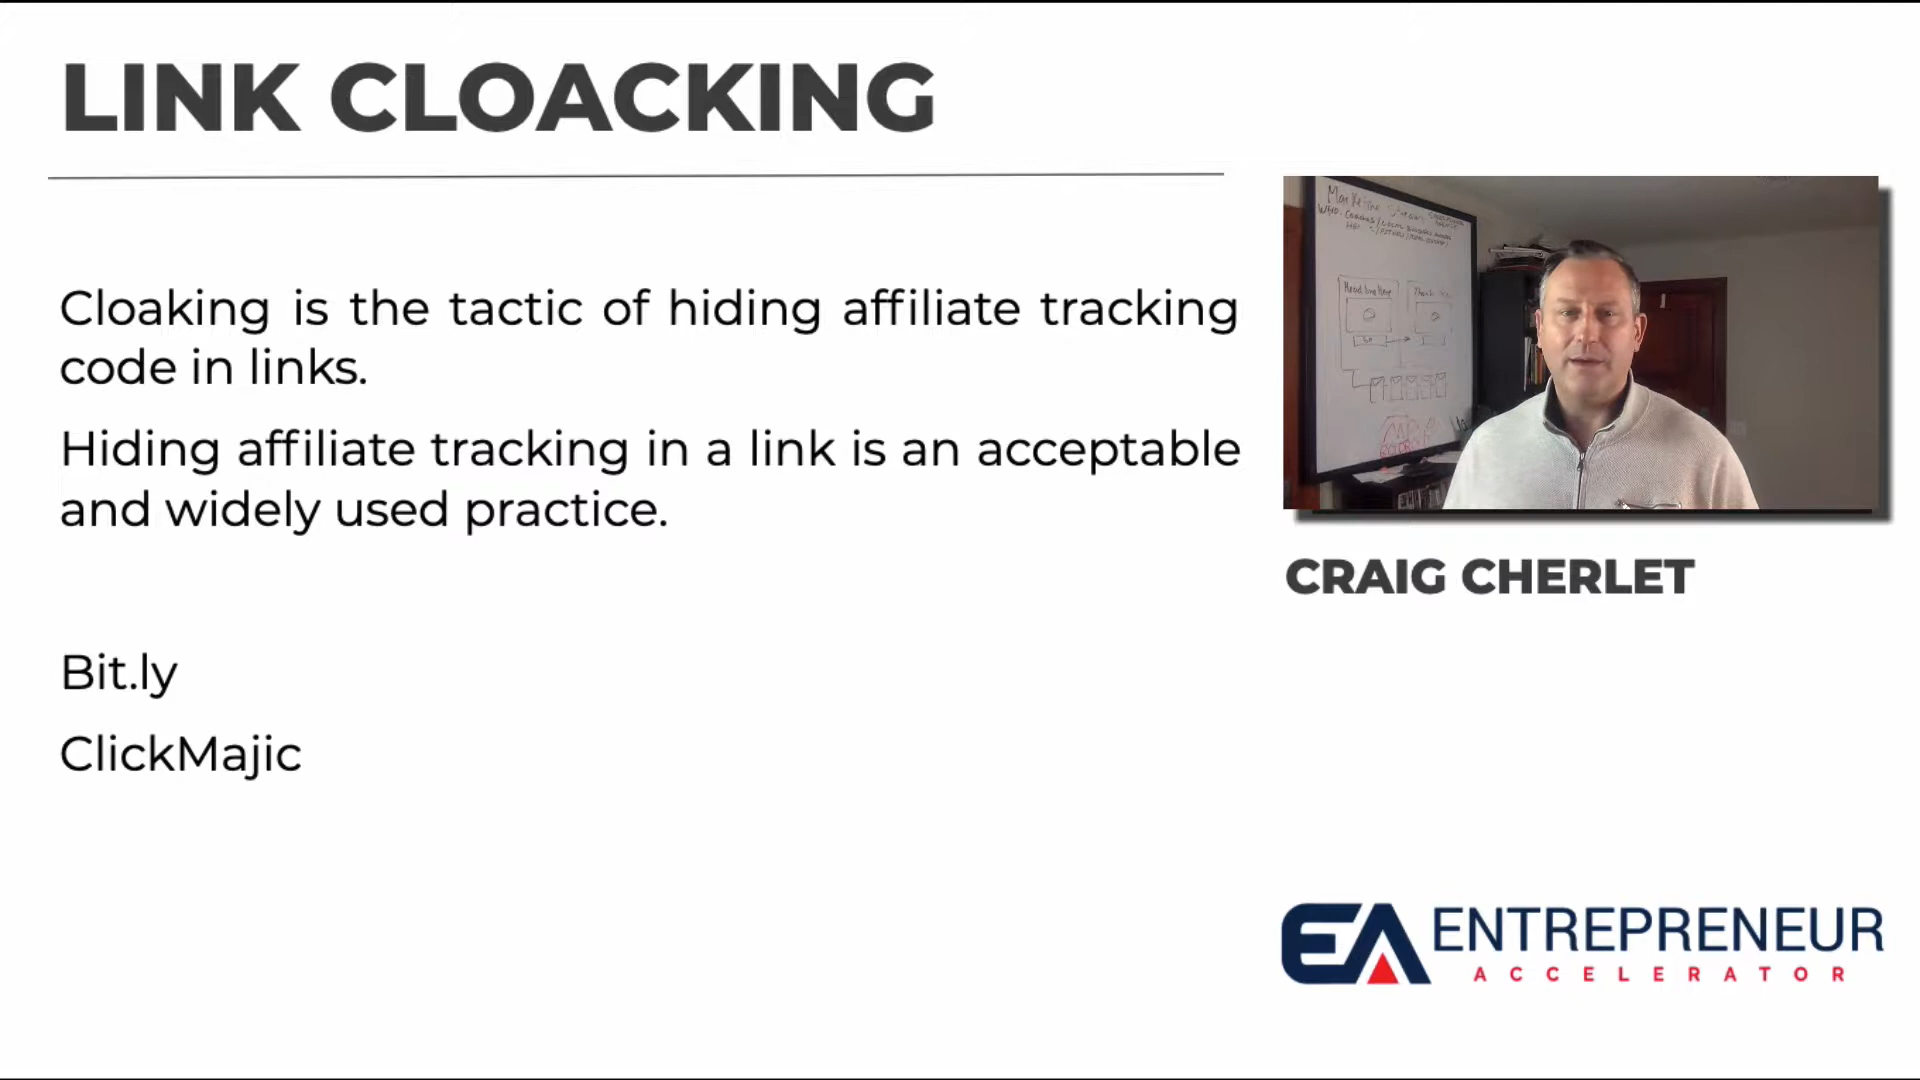 LINK CLOACKING
Cloaking is the tactic of hiding affiliate tracking
code in links.
Hiding affiliate tracking in a link is an acceptable
and widely used practice.
Bit.ly
ClickMajic
CRAIG CHERLET
EA ENTREPRENEUR
ACCELERATOR